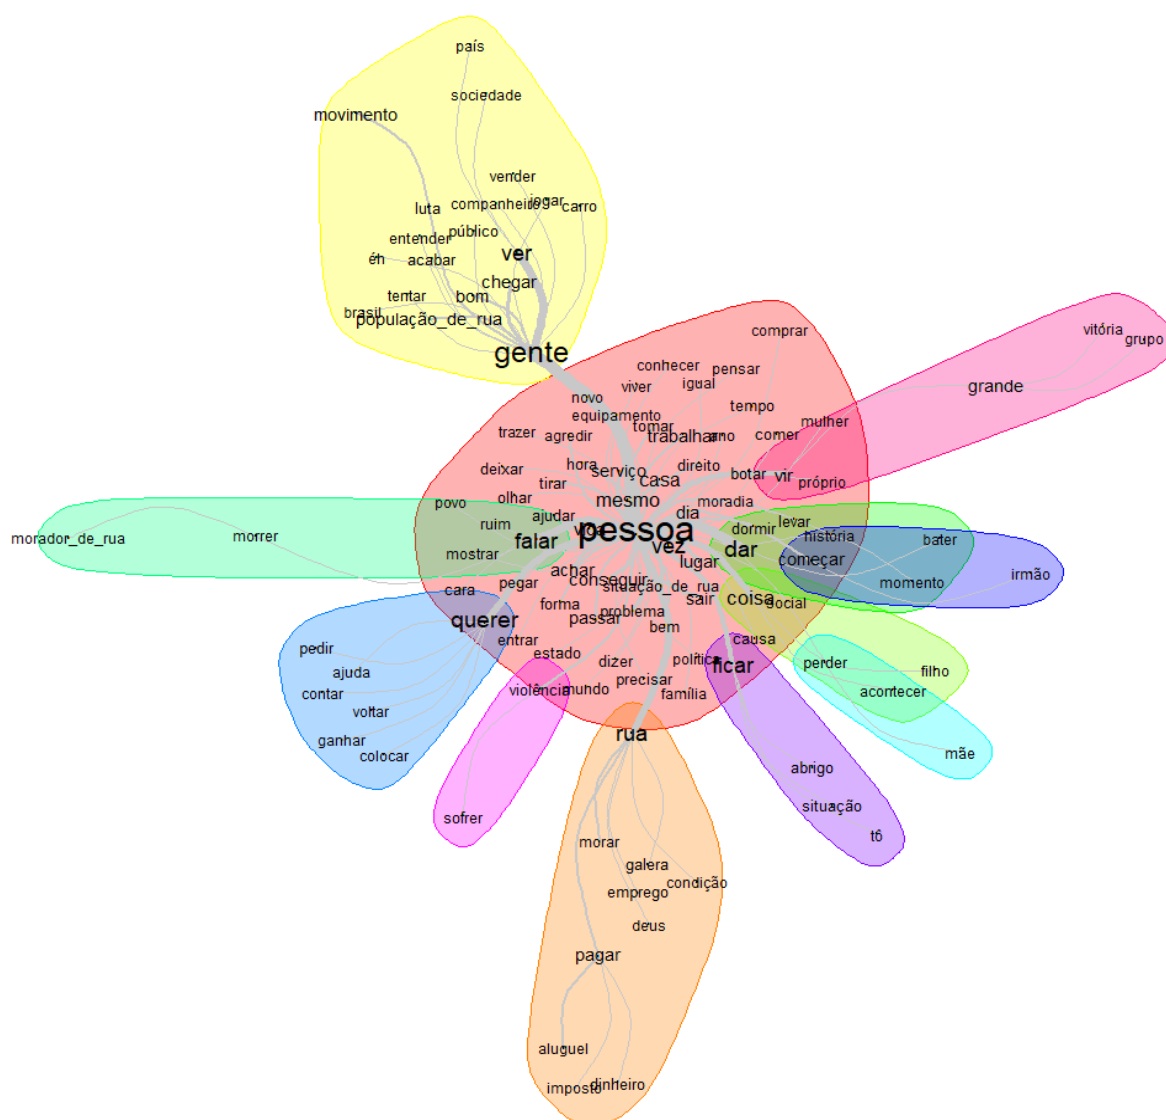 país
sociedade
movimento
vender
luta
companheiro
jogar
carro
entender
público
éh
acabar
ver
chegar
tentar
bom
brasil
população_de_rua
gente
comprar
vitória
grupo
conhecer
pensar
viver
igual
grande
novo
tempo
equipamento
tomar
mulher
trazer
agredir
trabalhar
ano
comer
deixar
hora
serviço
casa
direito
botar
vir
próprio
tirar
olhar
mesmo
moradia
povo
ruim
ajudar
vida
pessoa
dia
dormir
levar
história
bater
morador_de_rua
morrer
falar
vez
dar
mostrar
lugar
começar
achar
conseguir
situação_de_rua
momento
irmão
cara
pegar
forma
passar
problema
sair
coisa
social
querer
entrar
bem
causa
pedir
estado
dizer
política
ficar
perder
filho
ajuda
contar
violência
mundo
precisar
família
acontecer
voltar
ganhar
colocar
rua
mãe
abrigo
sofrer
situação
tô
morar
galera
emprego
condição
deus
pagar
aluguel
imposto
dinheiro